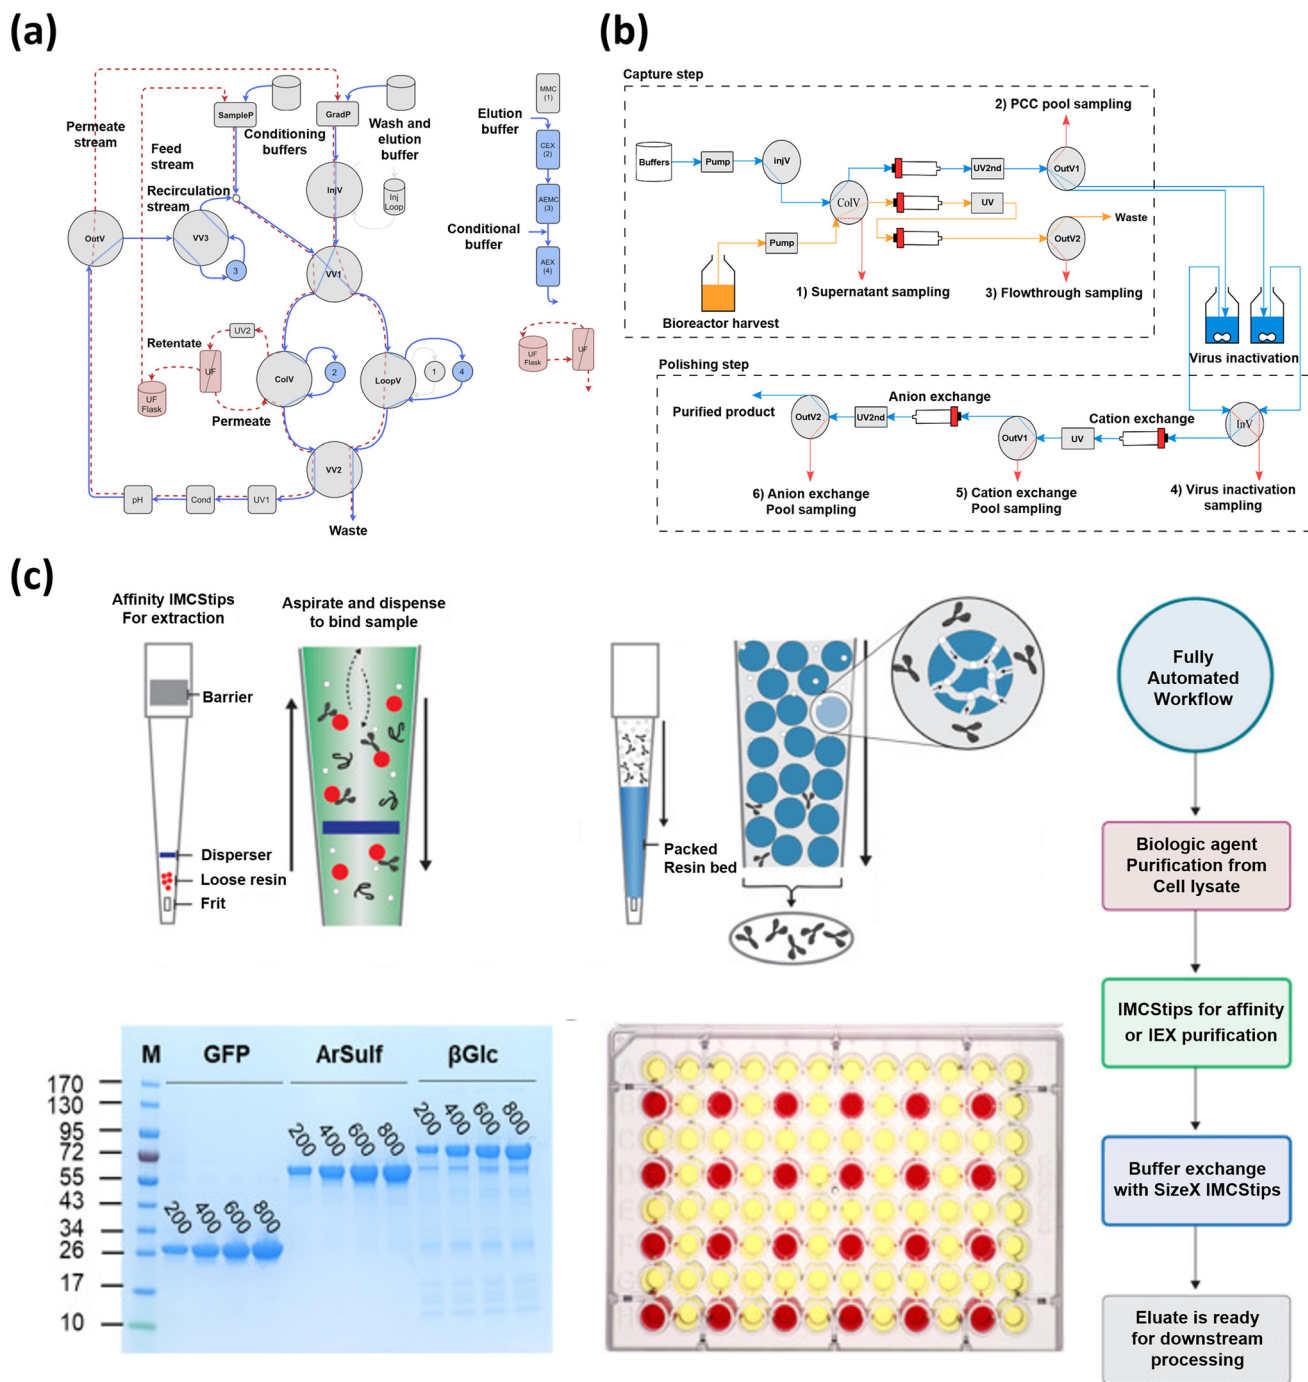 (a)
Permeate
stream
SampleP
GradP
Conditioning
buffers
Wash and
elution
buffer
Feed
stream
Recirculation
stream
InjV
Inj
Loop
OutV
VV3
3
VV1
Retentate
UV2
UF
UF
Flask
ColV
2
LoopV
1
4
Permeate
VV2
pH
Cond
UV1
Waste
MMC
(1)
Elution
buffer
CEX
(2)
AEMC
(3)
Conditional
buffer
AEX
(4)
UF
Flask
UF
(b)
Capture step
2) PCC pool sampling
Buffers
Pump
injV
UV2nd
OutV1
ColV
UV
Waste
Pump
OutV2
1) Supernatant sampling
3) Flowthrough sampling
Bioreactor harvest
Virus inactivation
Polishing step
Purified product
OutV2
UV2nd
Anion exchange
OutV1
UV
Cation exchange
InV
6) Anion exchange
Pool sampling
5) Cation exchange
Pool sampling
4) Virus inactivation
sampling
(c)
Affinity IMCStips
For extraction
Aspirate and dispense
to bind sample
Barrier
Disperser
Loose resin
Frit
Packed
Resin bed
Fully
Automated
Workflow
Biologic agent
Purification from
Cell lysate
IMCStips for affinity
or IEX purification
Buffer exchange
with SizeX IMCStips
Eluate is ready
for downstream
processing
M GFP ArSulf βGlc
170
130
95
72
55
43
34
26
17
10
200 400 600 800
200 400 600 800
200 400 600 800